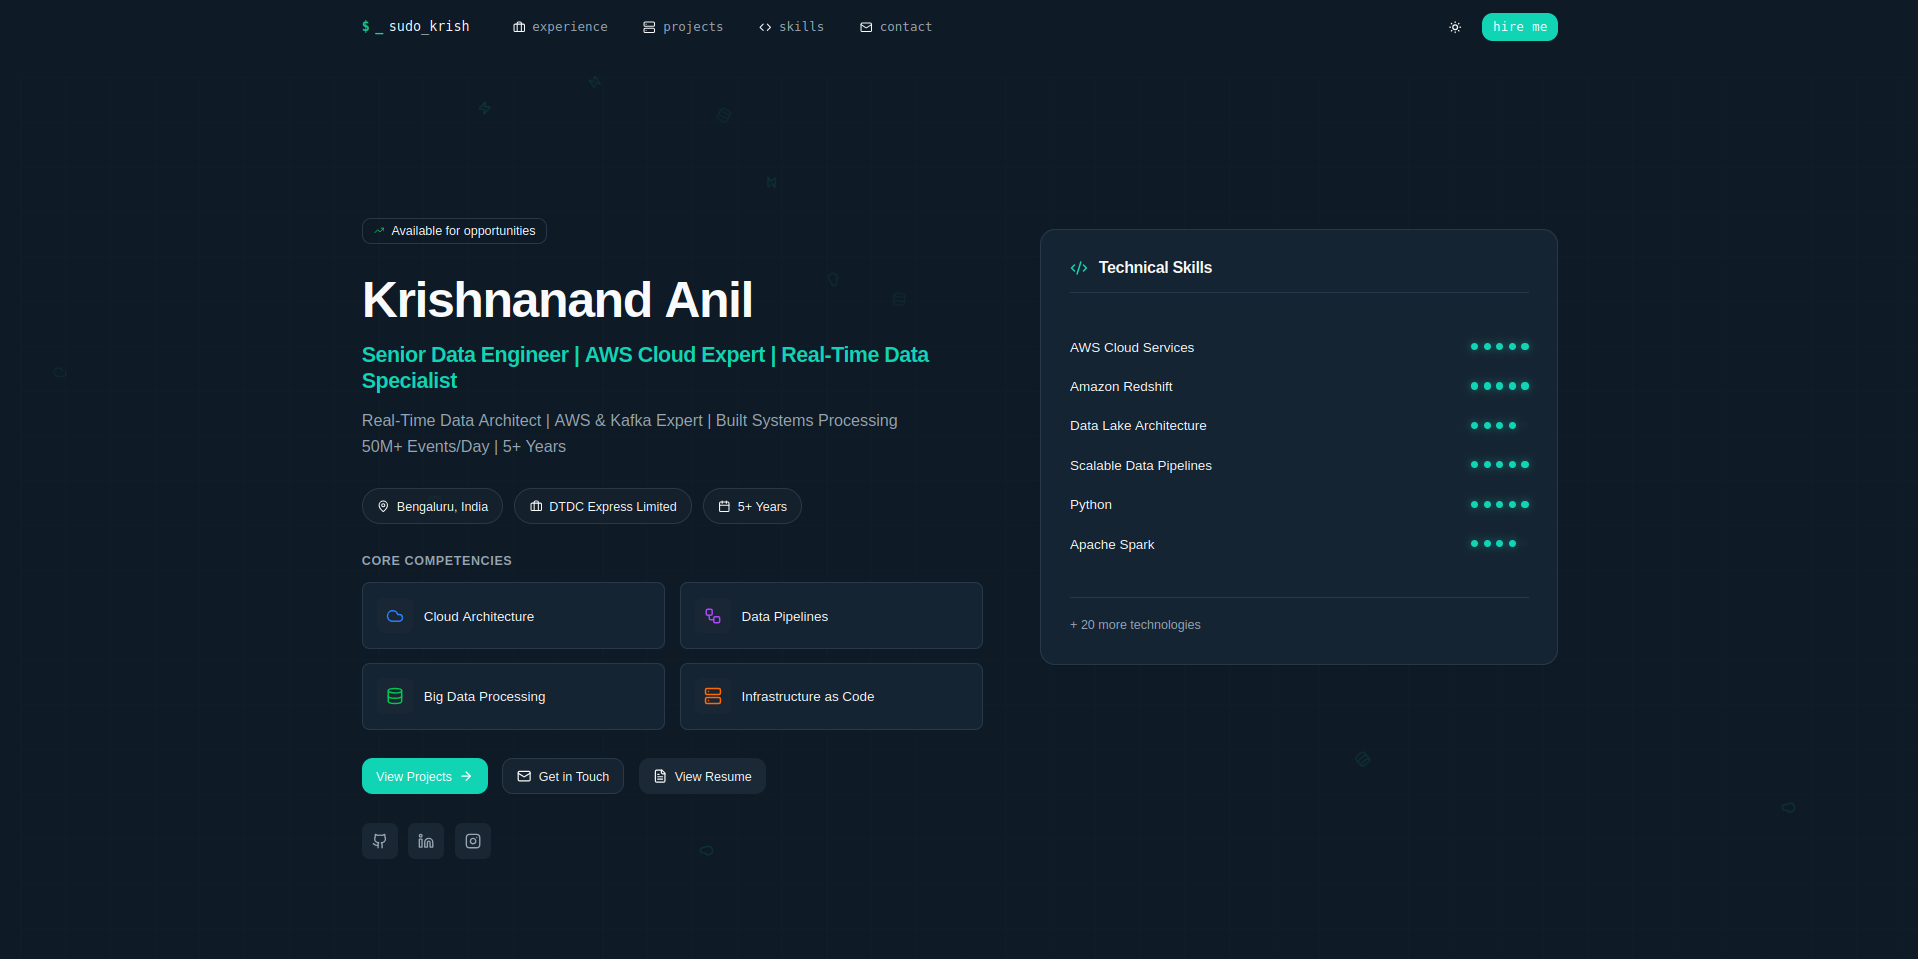 $ _ sudo_krish
experience
projects
skills
contact
hire me
Available for opportunities
Krishnanand Anil
Senior Data Engineer | AWS Cloud Expert | Real-Time Data
Specialist
Real-Time Data Architect | AWS & Kafka Expert | Built Systems Processing
50M+ Events/Day | 5+ Years
Bengaluru, India
DTDC Express Limited
5+ Years
CORE COMPETENCIES
Cloud Architecture
Data Pipelines
Big Data Processing
Infrastructure as Code
View Projects
Get in Touch
View Resume
Technical Skills
AWS Cloud Services
Amazon Redshift
Data Lake Architecture
Scalable Data Pipelines
Python
Apache Spark
+ 20 more technologies